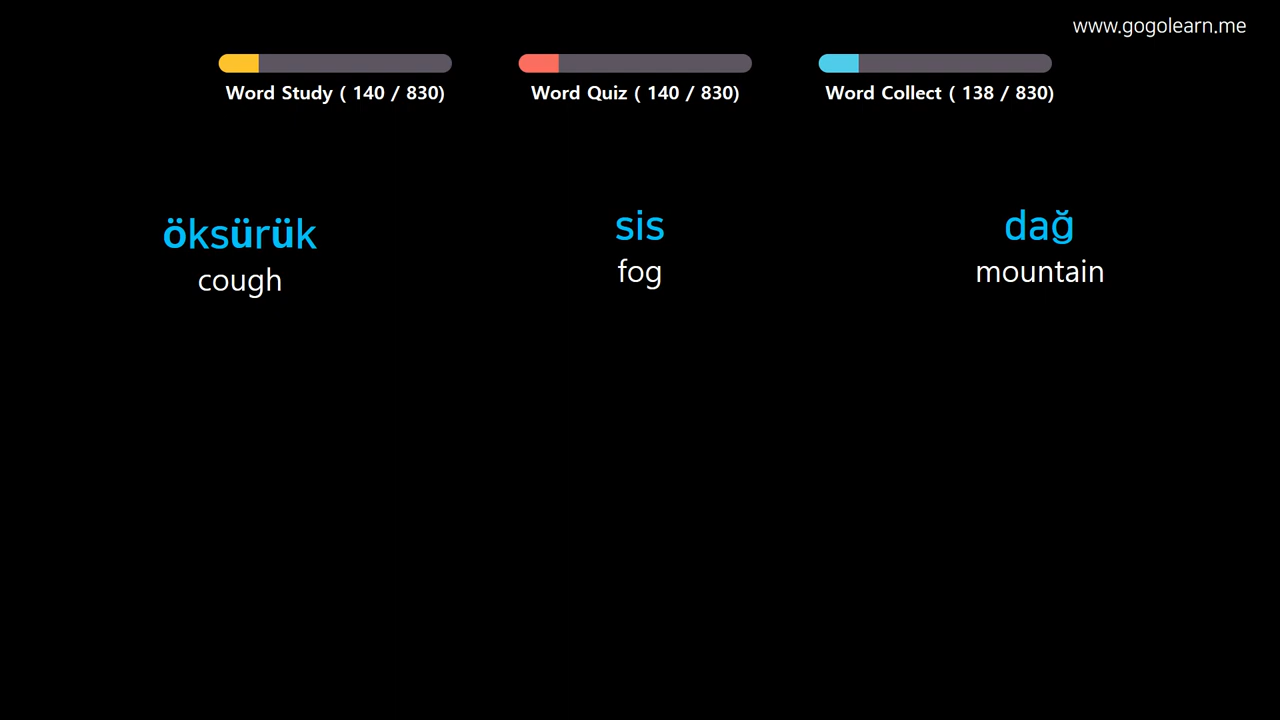 www.gogolearn.me
Word Study ( 140 / 830)
Word Quiz ( 140 / 830)
Word Collect ( 138 / 830)
öksürük
cough
sis
fog
dağ
mountain